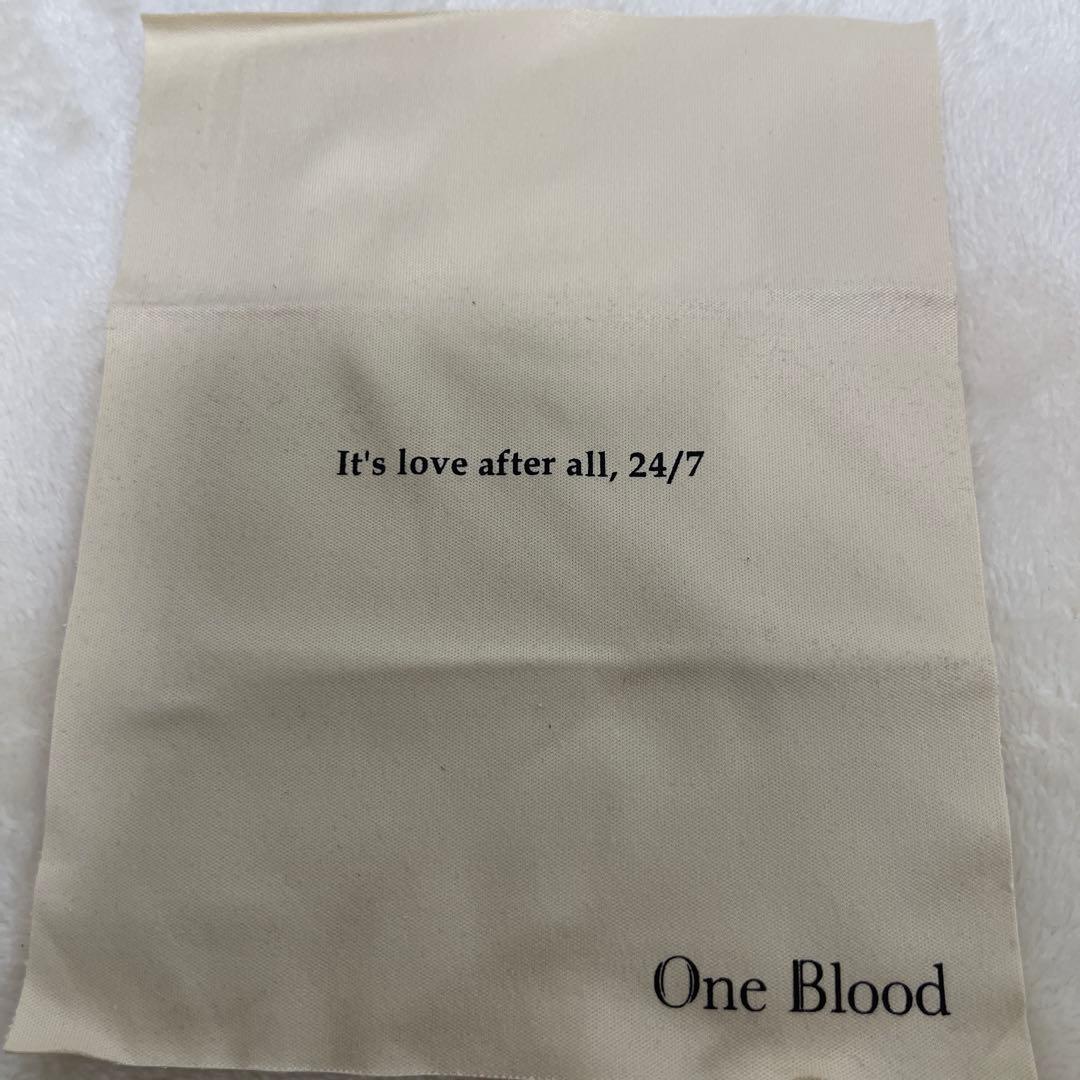 It's love after all, 24/7
One Blood